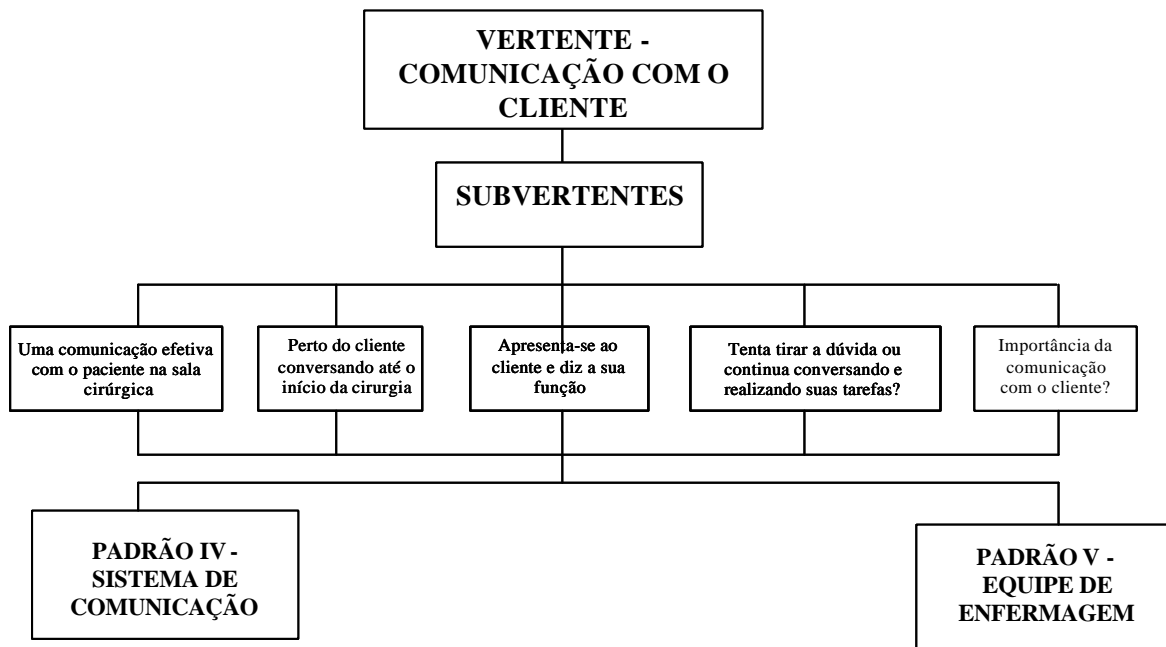 VERTENTE -
COMUNICAÇÃO COM O
CLIENTE
SUBVERTENTES
Uma comunicação efetiva
com o paciente na sala
cirúrgica
Perto do cliente
conversando até o
início da cirurgia
Apresenta-se ao
cliente e diz a sua
função
Tenta tirar a dúvida ou
continua conversando e
realizando suas tarefas?
Importância da
comunicação
com o cliente?
PADRÃO IV -
SISTEMA DE
COMUNICAÇÃO
PADRÃO V -
EQUIPE DE
ENFERMAGEM